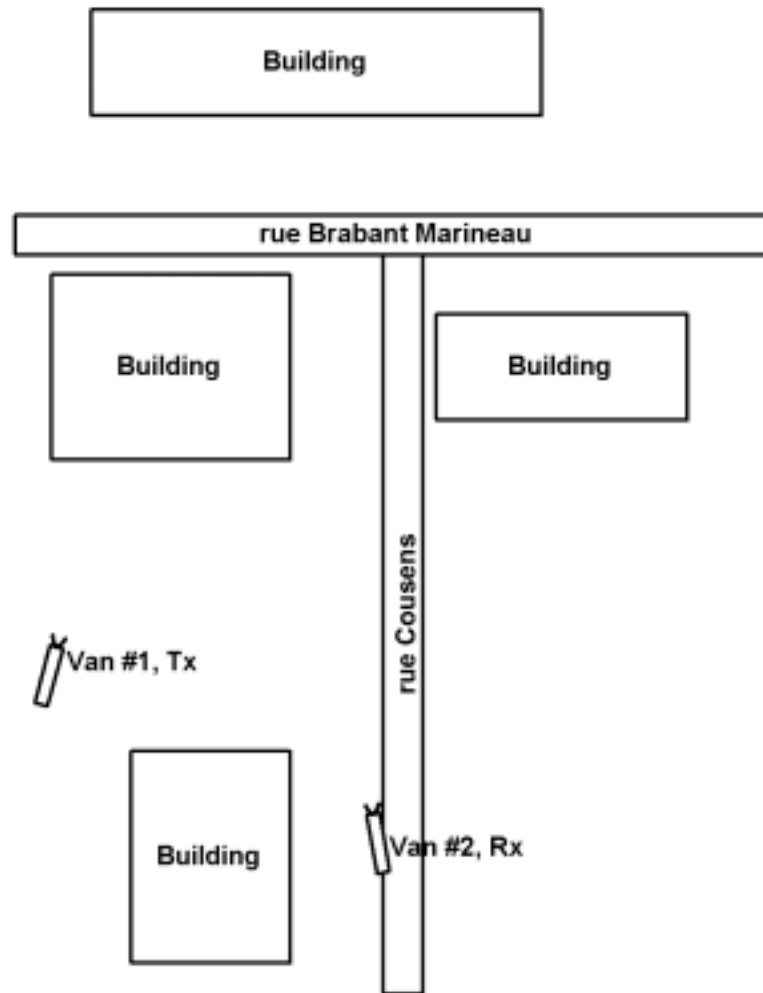 Building
rue Brabant Marineau
Building
Building
rue Cousens
Van #1, Tx
Van #2, Rx
Building